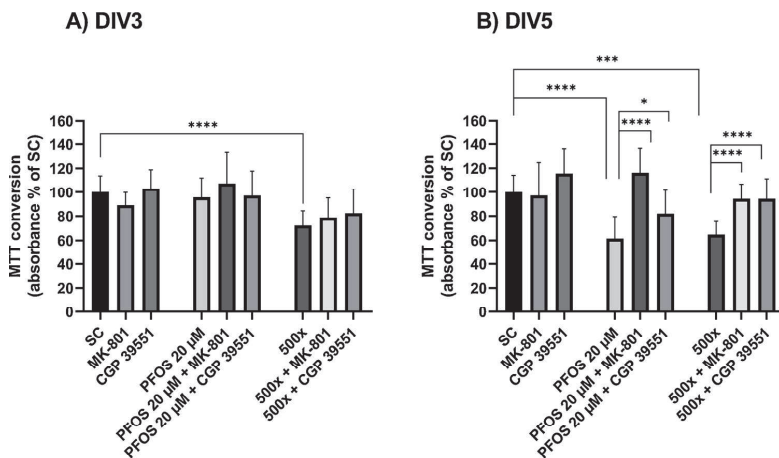 A) DIV3
MTT conversion
(absorbance % of SC)
160
140
120
100
80
60
40
20
0
****
SC
MK-801
CGP 39551
PFOS 20 µM
PFOS 20 µM + MK-801
PFOS 20 µM + CGP 39551
500x
500x + MK-801
500x + CGP 39551
B) DIV5
MTT conversion
(absorbance % of SC)
160
140
120
100
80
60
40
20
0
***
****
*
****
****
****
SC
MK-801
CGP 39551
PFOS 20 µM
PFOS 20 µM + MK-801
PFOS 20 µM + CGP 39551
500x
500x + MK-801
500x + CGP 39551